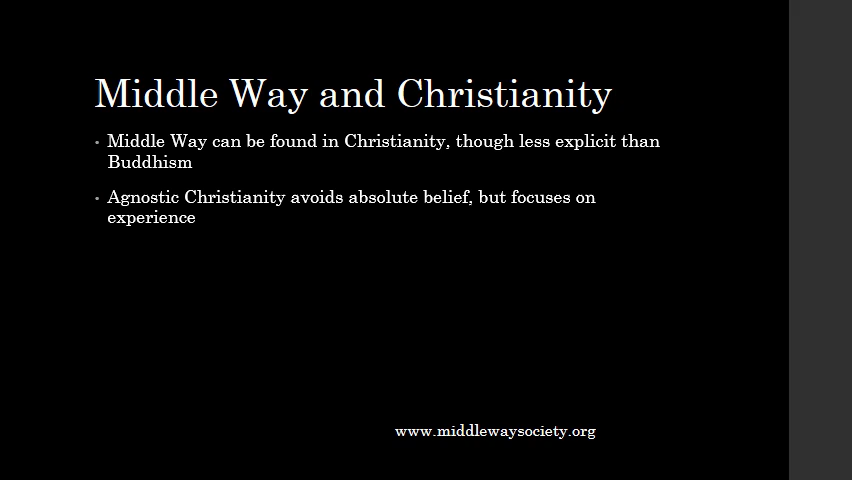 Middle Way and Christianity
• Middle Way can be found in Christianity, though less explicit than
Buddhism
• Agnostic Christianity avoids absolute belief, but focuses on
experience
www.middlewaysociety.org